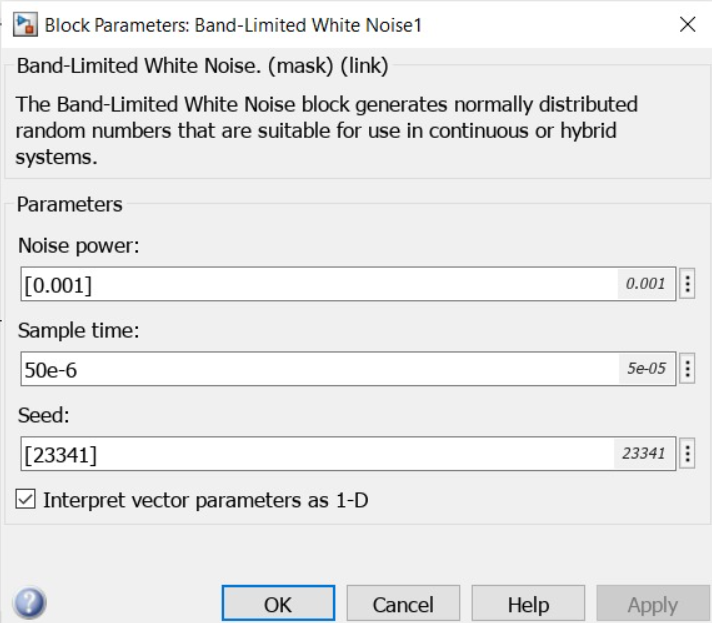 Block Parameters: Band-Limited White Noise1
Band-Limited White Noise. (mask) (link)
The Band-Limited White Noise block generates normally distributed
random numbers that are suitable for use in continuous or hybrid
systems.
Parameters
Noise power:
[0.001] 0.001
Sample time:
50e-6 5e-05
Seed:
[23341] 23341
Interpret vector parameters as 1-D
? OK Cancel Help Apply